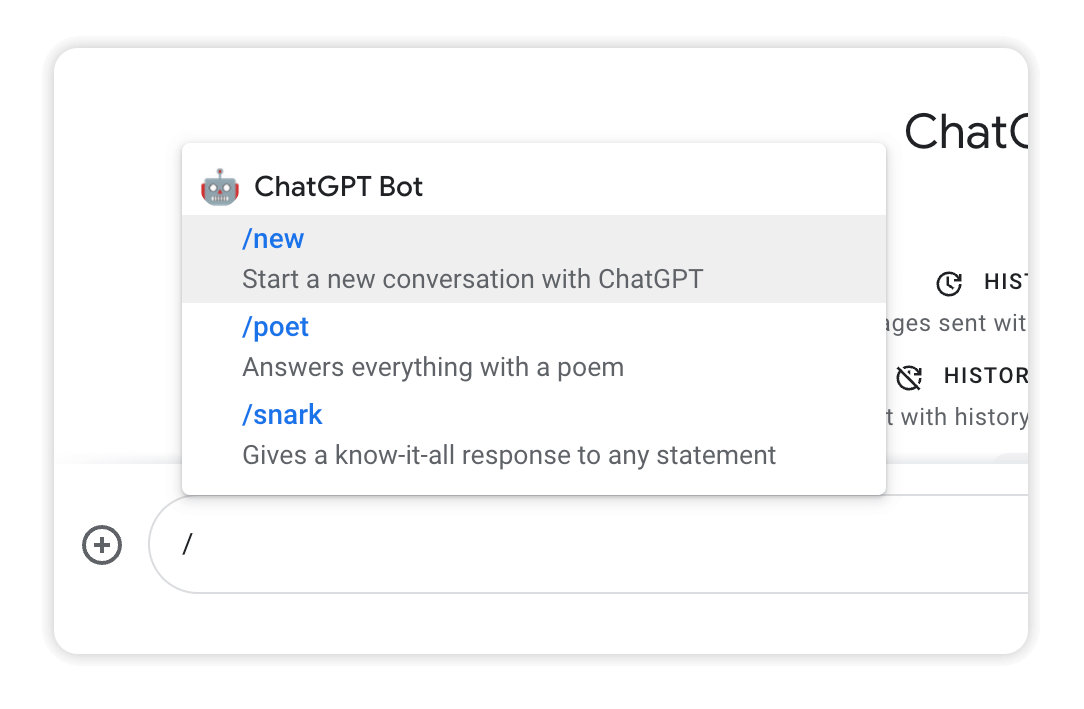 ChatG
ChatGPT Bot
/new
Start a new conversation with ChatGPT
/poet
Answers everything with a poem
/snark
Gives a know-it-all response to any statement
HIST
ages sent wit
HISTOR
t with history
/